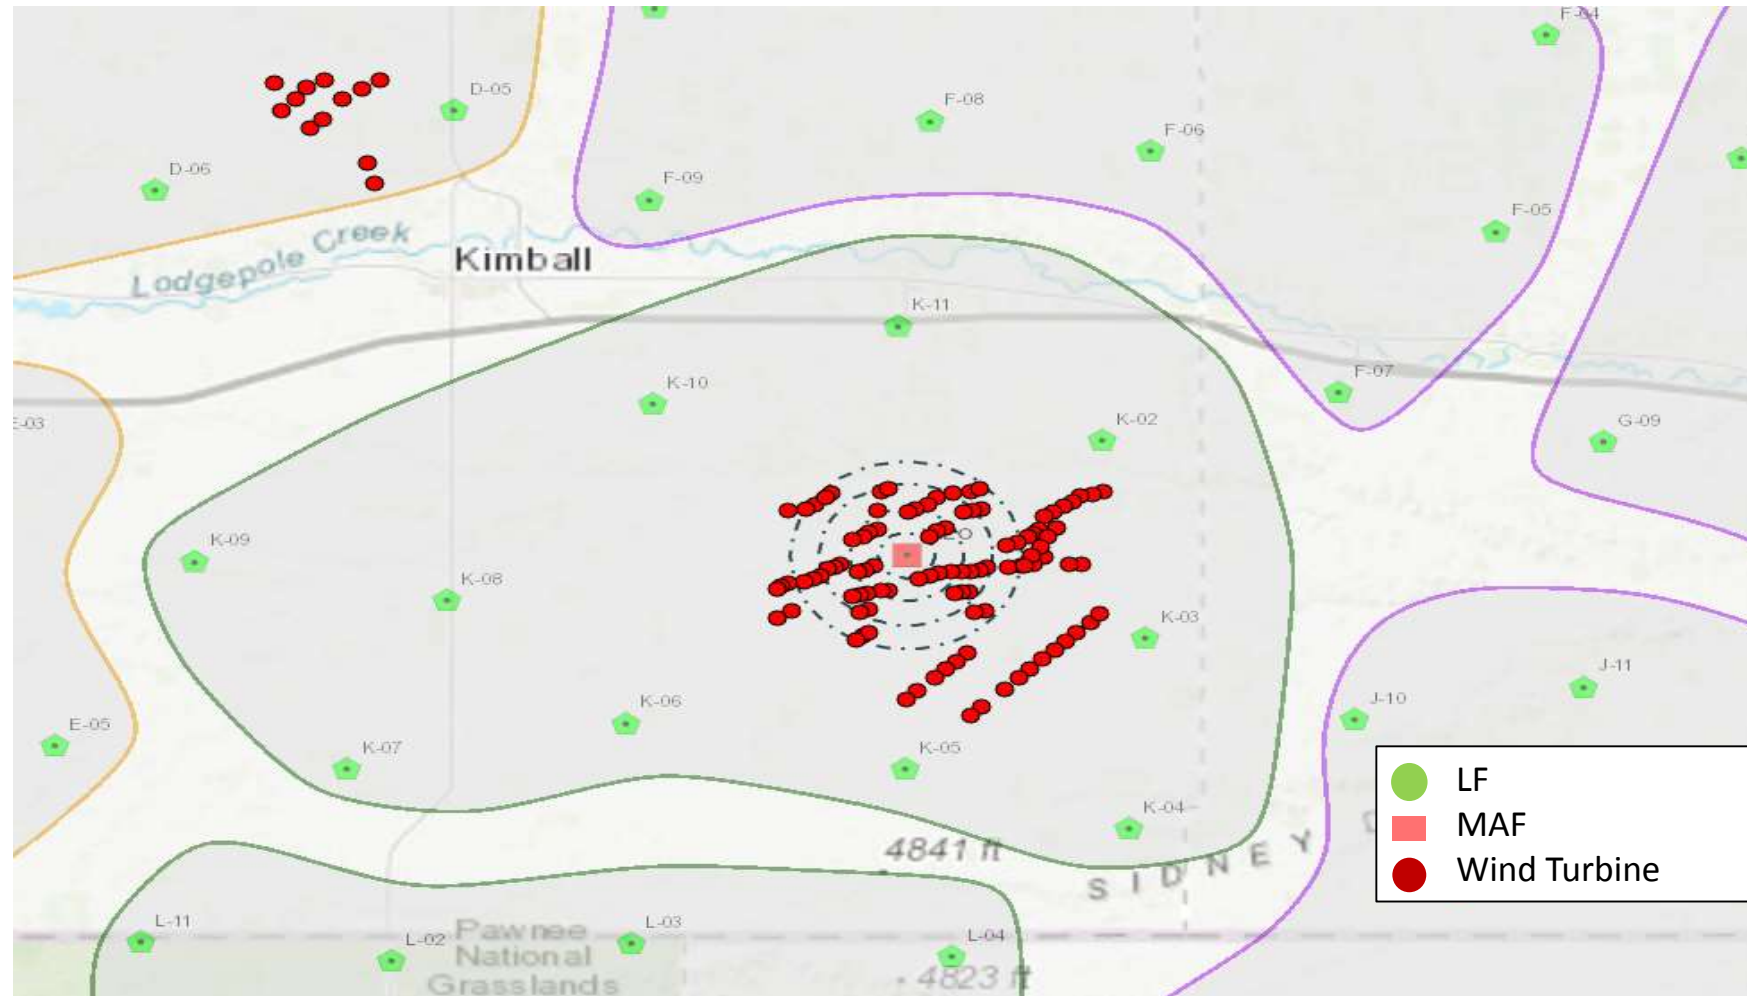 F-04
D-05
F-08
F-06
D-06
F-09
F-05
Lodgepole Creek
Kimball
K-11
F-07
K-10
E-03
K-02
G-09
K-09
K-08
K-03
J-11
K-06
J-10
E-05
K-07
K-05
LF
K-04
MAF
4841 ft
SIDNEY D
Wind Turbine
L-11
L-03
L-02
Pawnee
National
Grasslands
L-04
4823 ft